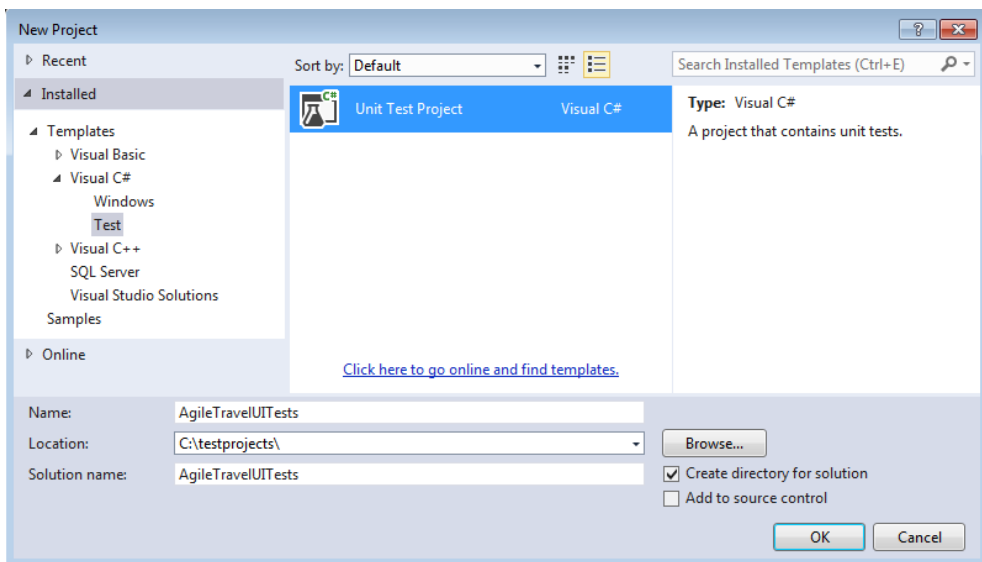 New Project
Recent
Sort by: Default
Search Installed Templates (Ctrl+E)
Installed
Templates
Visual Basic
Visual C#
Windows
Test
Visual C++
SQL Server
Visual Studio Solutions
Samples
Online
C#
Unit Test Project Visual C#
Click here to go online and find templates.
Type: Visual C#
A project that contains unit tests.
Name: AgileTravelUITests
Location: C:\testprojects\
Browse...
Solution name: AgileTravelUITests
Create directory for solution
Add to source control
OK Cancel